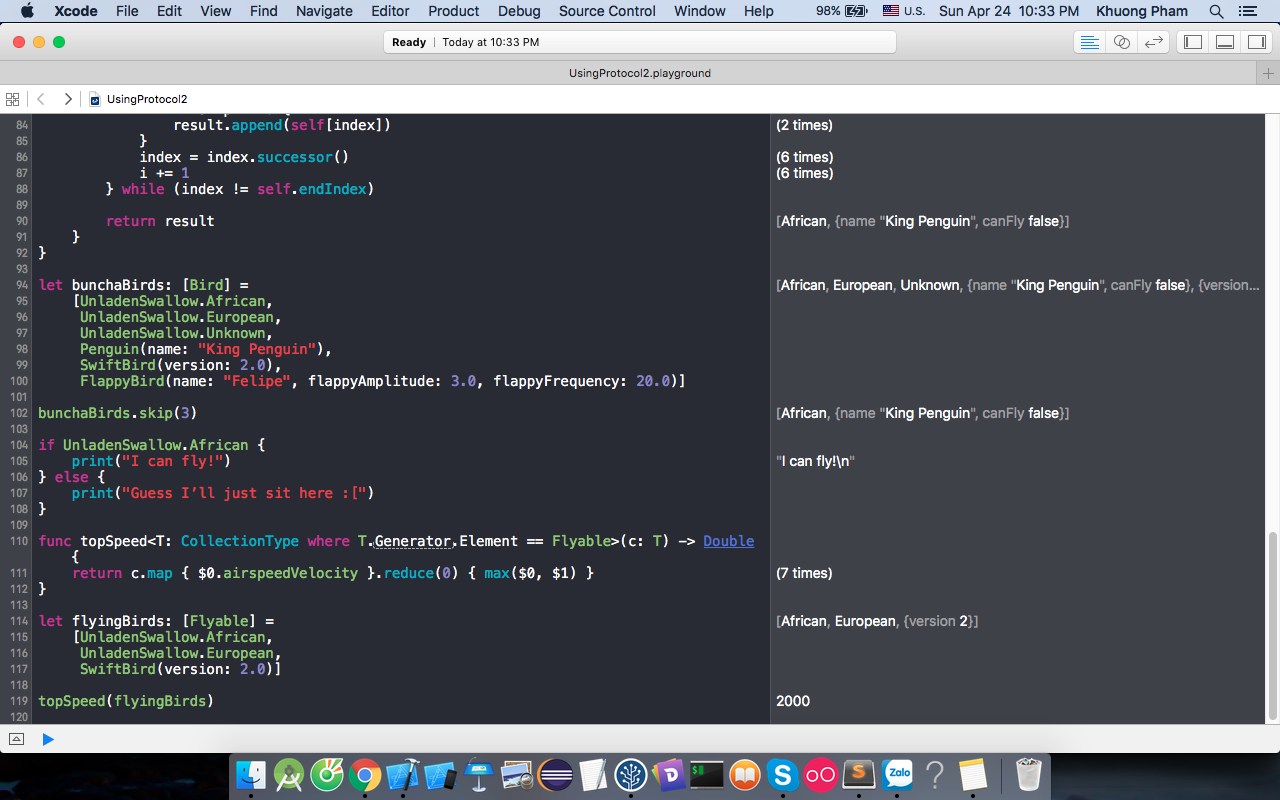 Xcode File Edit View Find Navigate Editor Product Debug Source Control Window Help 98% U.S. Sun Apr 24 10:33 PM Khuong Pham
Ready | Today at 10:33 PM
UsingProtocol2.playground
UsingProtocol2
84 result.append(self[index]) (2 times)
85 }
86 index = index.successor() (6 times)
87 i += 1 (6 times)
88 } while (index != self.endIndex)
89
90 return result [African, {name "King Penguin", canFly false}]
91 }
92 }
93
94 let bunchaBirds: [Bird] = [African, European, Unknown, {name "King Penguin", canFly false}, {version...
95 [UnladenSwallow.African,
96 UnladenSwallow.European,
97 UnladenSwallow.Unknown,
98 Penguin(name: "King Penguin"),
99 SwiftBird(version: 2.0),
100 FlappyBird(name: "Felipe", flappyAmplitude: 3.0, flappyFrequency: 20.0)]
101
102 bunchaBirds.skip(3) [African, {name "King Penguin", canFly false}]
103
104 if UnladenSwallow.African {
105 print("I can fly!") "I can fly!\n"
106 } else {
107 print("Guess I’ll just sit here :[")
108 }
109
110 func topSpeed<T: CollectionType where T.Generator.Element == Flyable>(c: T) -> Double
{
111 return c.map { $0.airspeedVelocity }.reduce(0) { max($0, $1) } (7 times)
112 }
113
114 let flyingBirds: [Flyable] = [African, European, {version 2}]
115 [UnladenSwallow.African,
116 UnladenSwallow.European,
117 SwiftBird(version: 2.0)]
118
119 topSpeed(flyingBirds) 2000
120
D $ S S Zalo ?